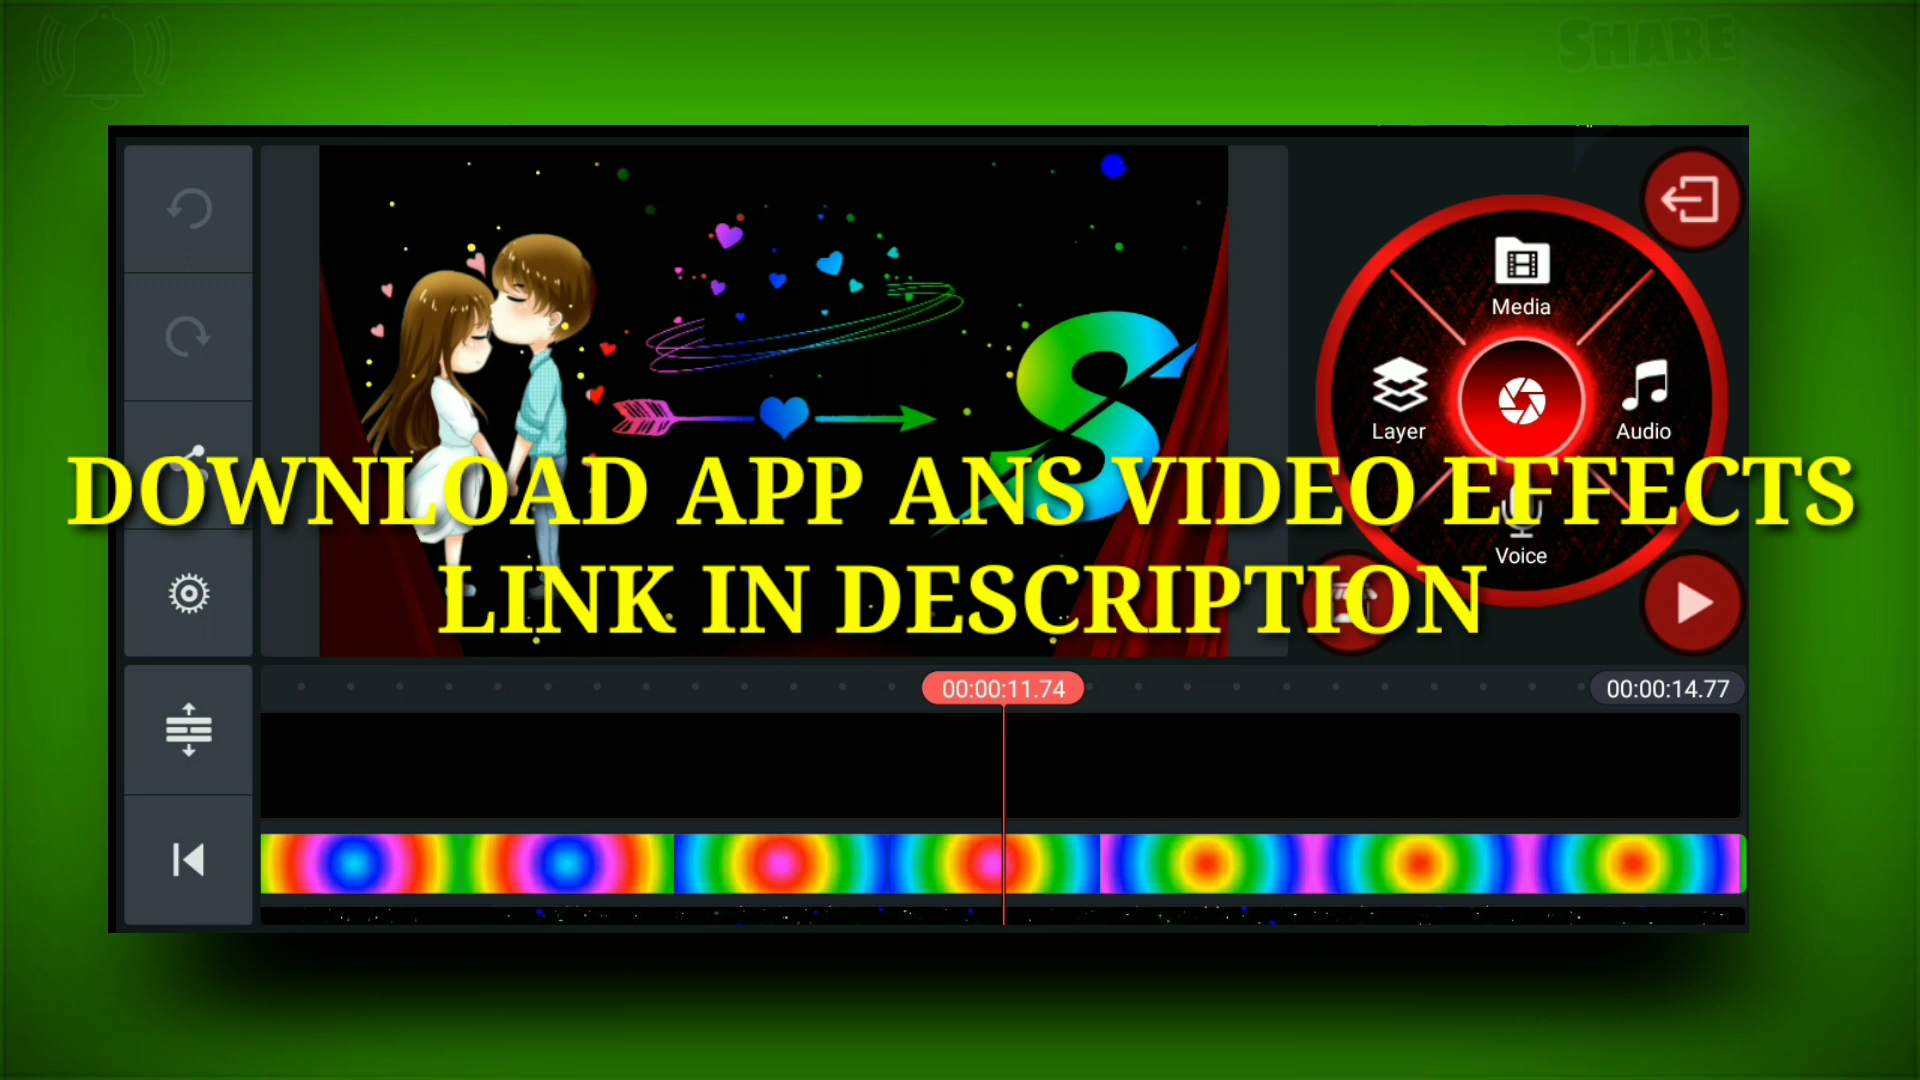 SHARE
Media
Layer
Audio
DOWNLOAD APP ANS VIDEO EFFECTS
Voice
LINK IN DESCRIPTION
S
00:00:11.74
00:00:14.77